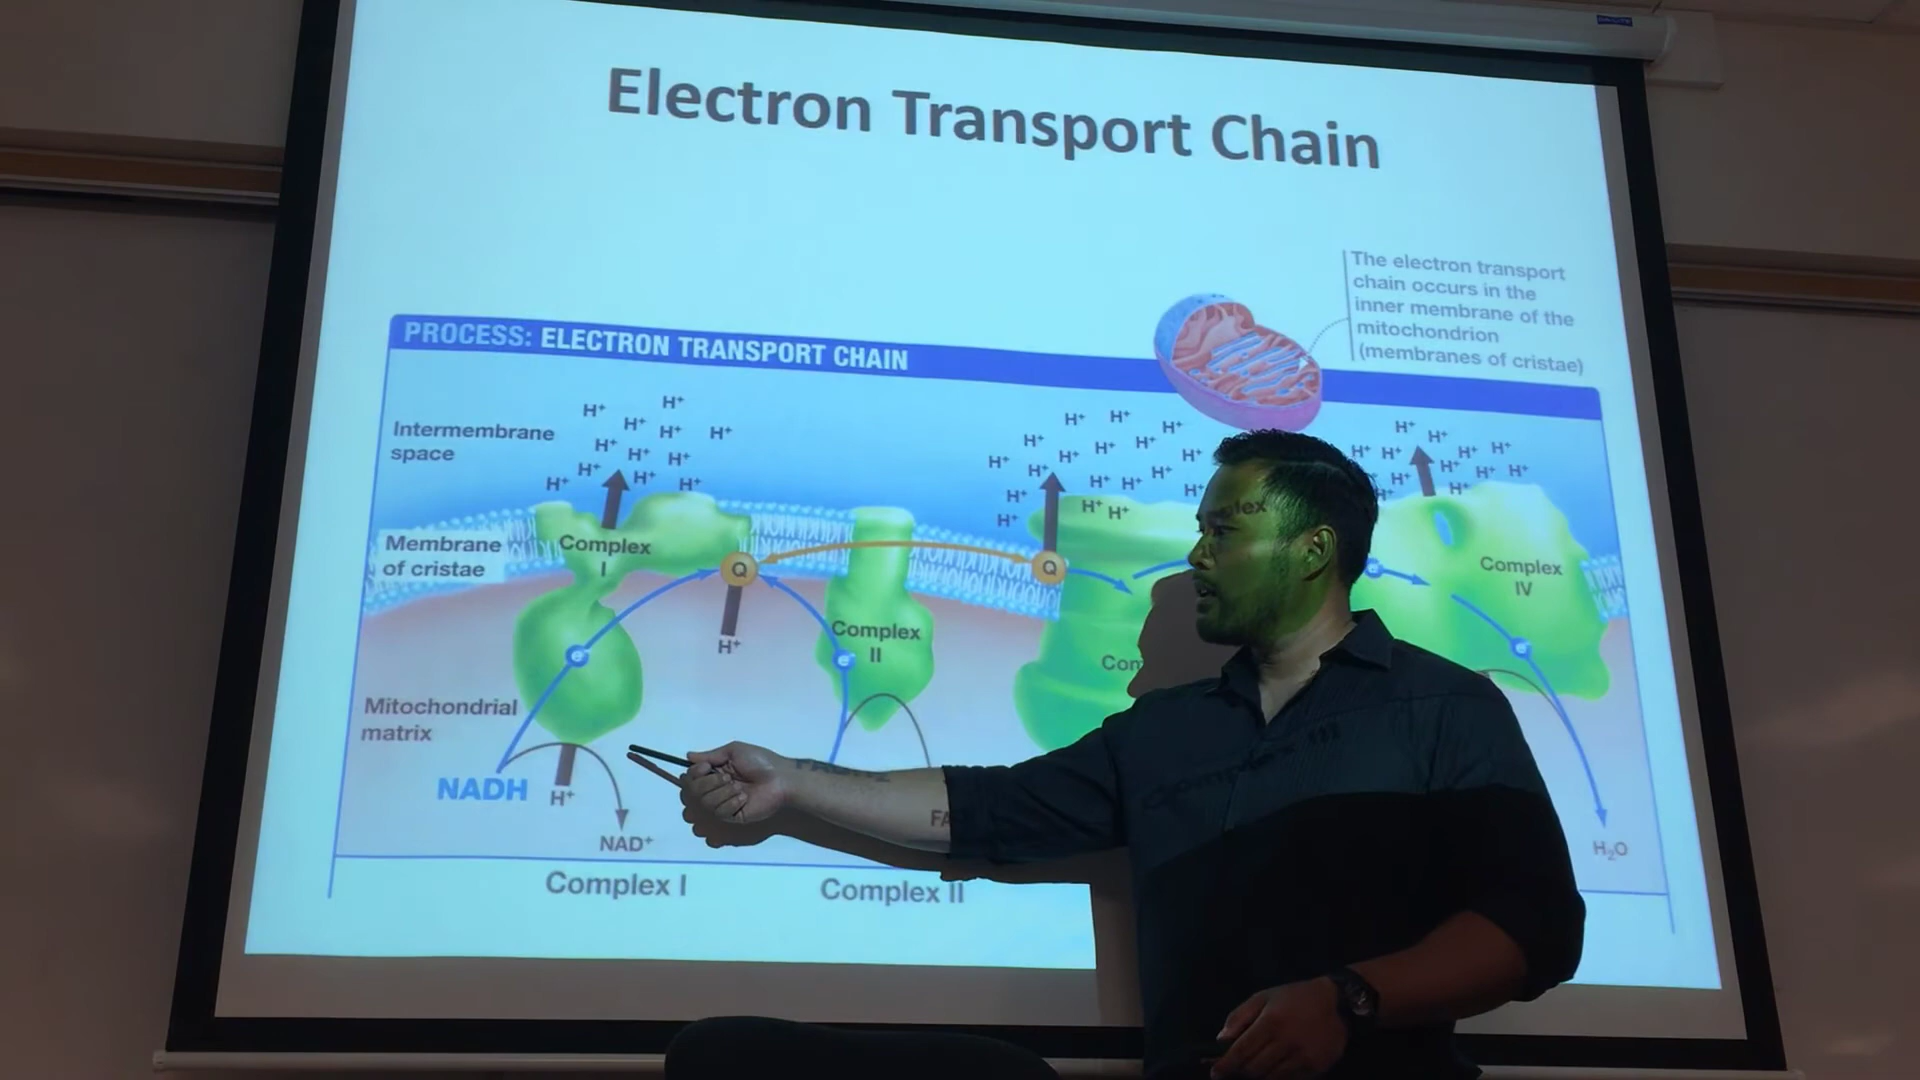 Electron Transport Chain
The electron transport
chain occurs in the
inner membrane of the
mitochondrion
(membranes of cristae)
PROCESS: ELECTRON TRANSPORT CHAIN
Intermembrane
space
H⁺ H⁺ H⁺ H⁺ H⁺ H⁺ H⁺ H⁺ H⁺ H⁺ H⁺ H⁺
H⁺ H⁺ H⁺ H⁺ H⁺ H⁺ H⁺ H⁺ H⁺ H⁺ H⁺ H⁺ H⁺ H⁺ H⁺ H⁺ H⁺
H⁺ H⁺ H⁺ H⁺ H⁺ H⁺ H⁺ H⁺ H⁺ H⁺
Membrane
of cristae
Complex
I
Q
Q
e⁻
Complex
IV
Complex
II
e⁻
e⁻
e⁻
H⁺
Mitochondrial
matrix
NADH
H⁺
NAD⁺
H₂O
Complex I
Complex II